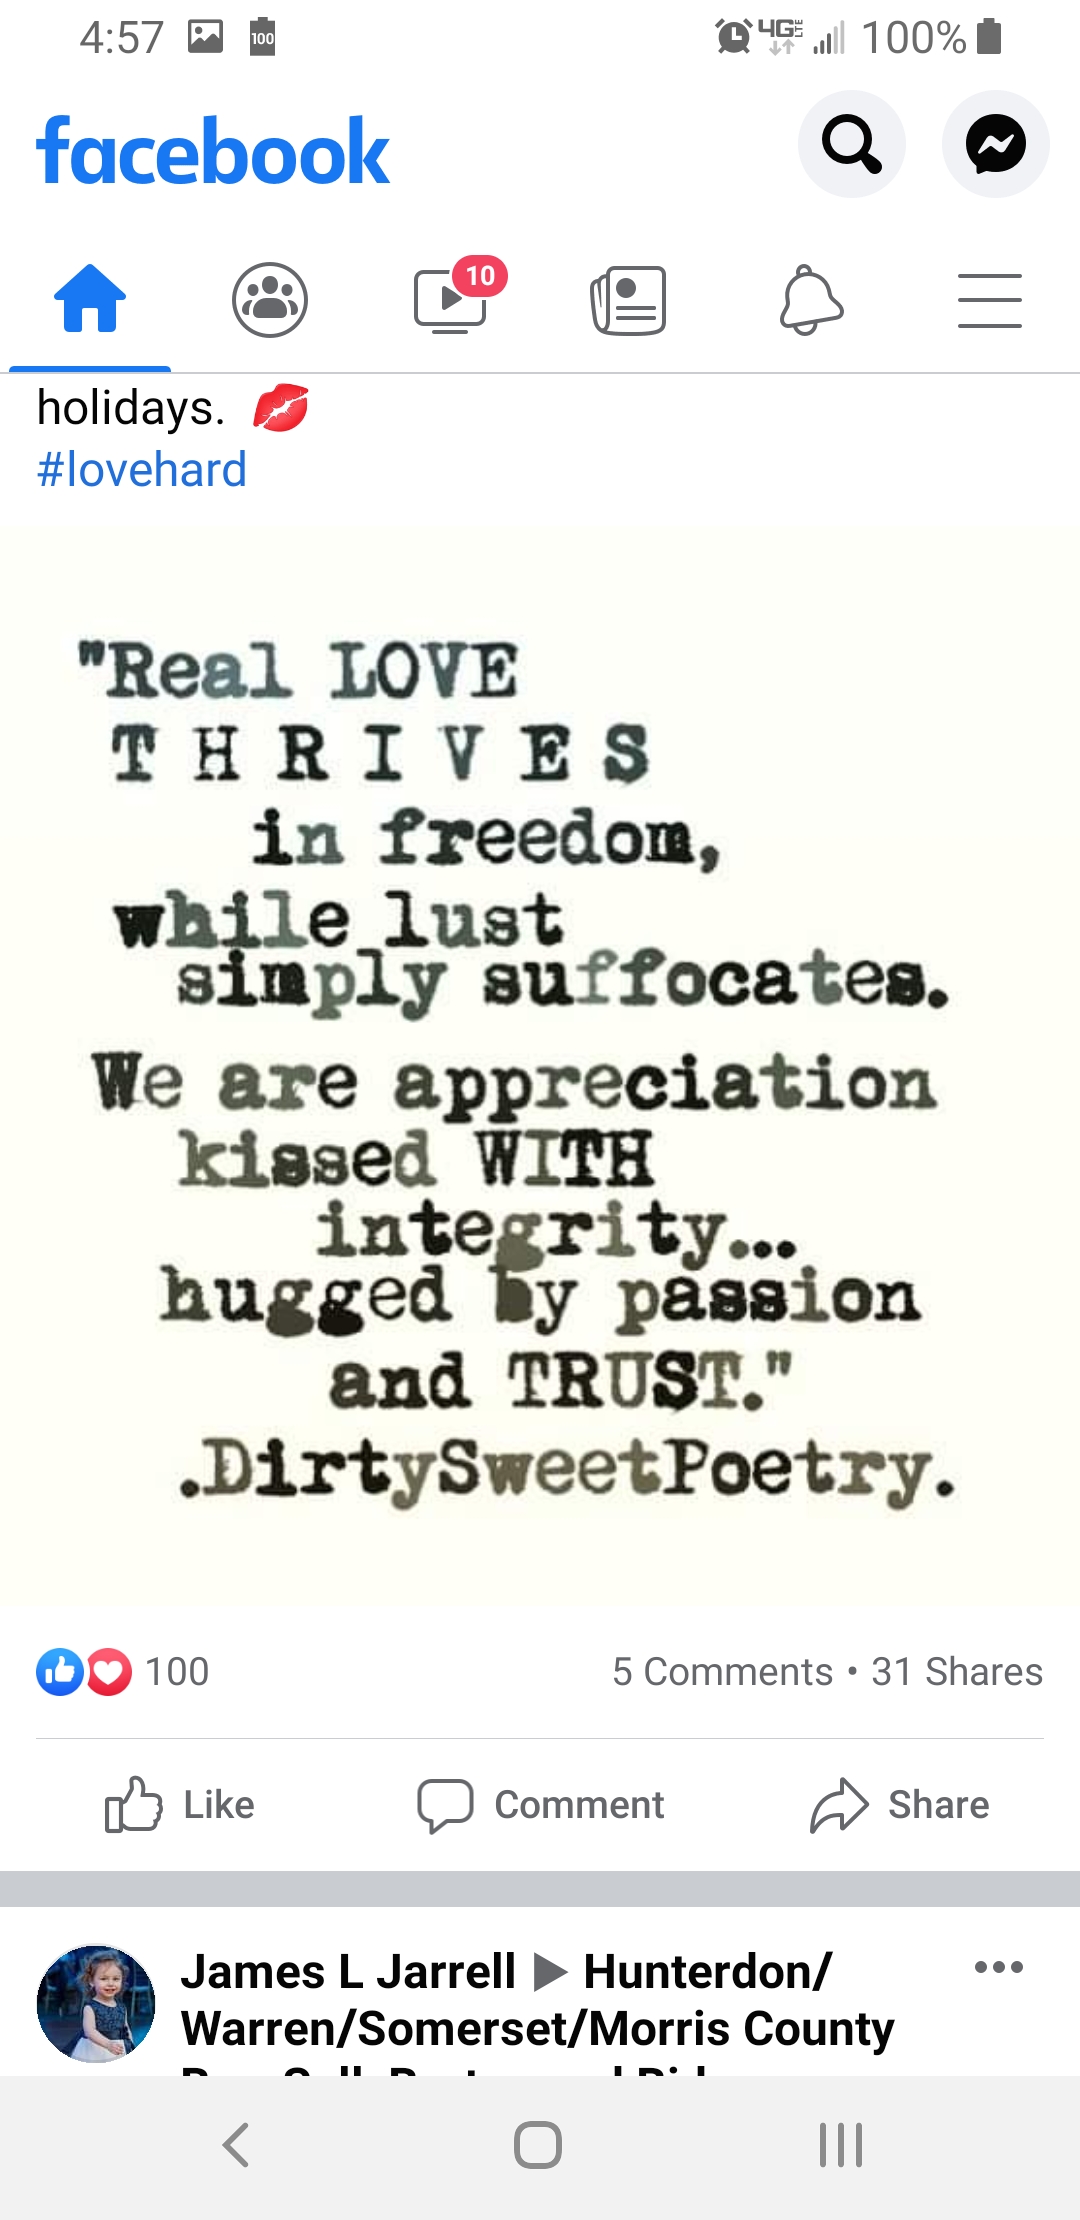 4:57 100 4G LTE 100%
facebook
10
holidays. 💋
#lovehard
"Real LOVE
THRIVES
in freedom,
while lust
simply suffocates.
We are appreciation
kissed WITH
integrity...
hugged by passion
and TRUST."
.DirtySweetPoetry.
100 5 Comments • 31 Shares
Like Comment Share
James L Jarrell ▶ Hunterdon/
Warren/Somerset/Morris County